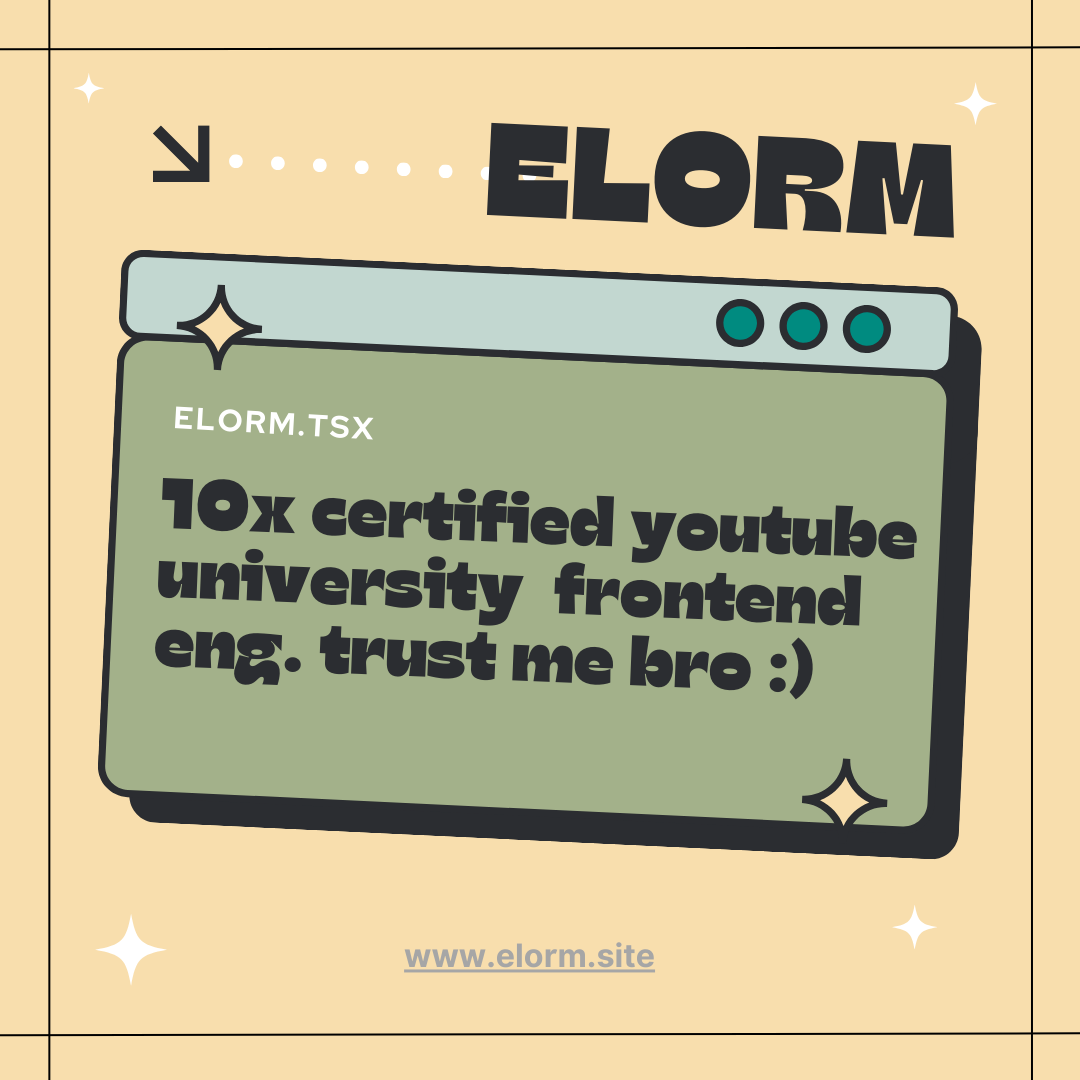 ELORM
ELORM.TSX
10x certified youtube
university frontend
eng. trust me bro :)
www.elorm.site